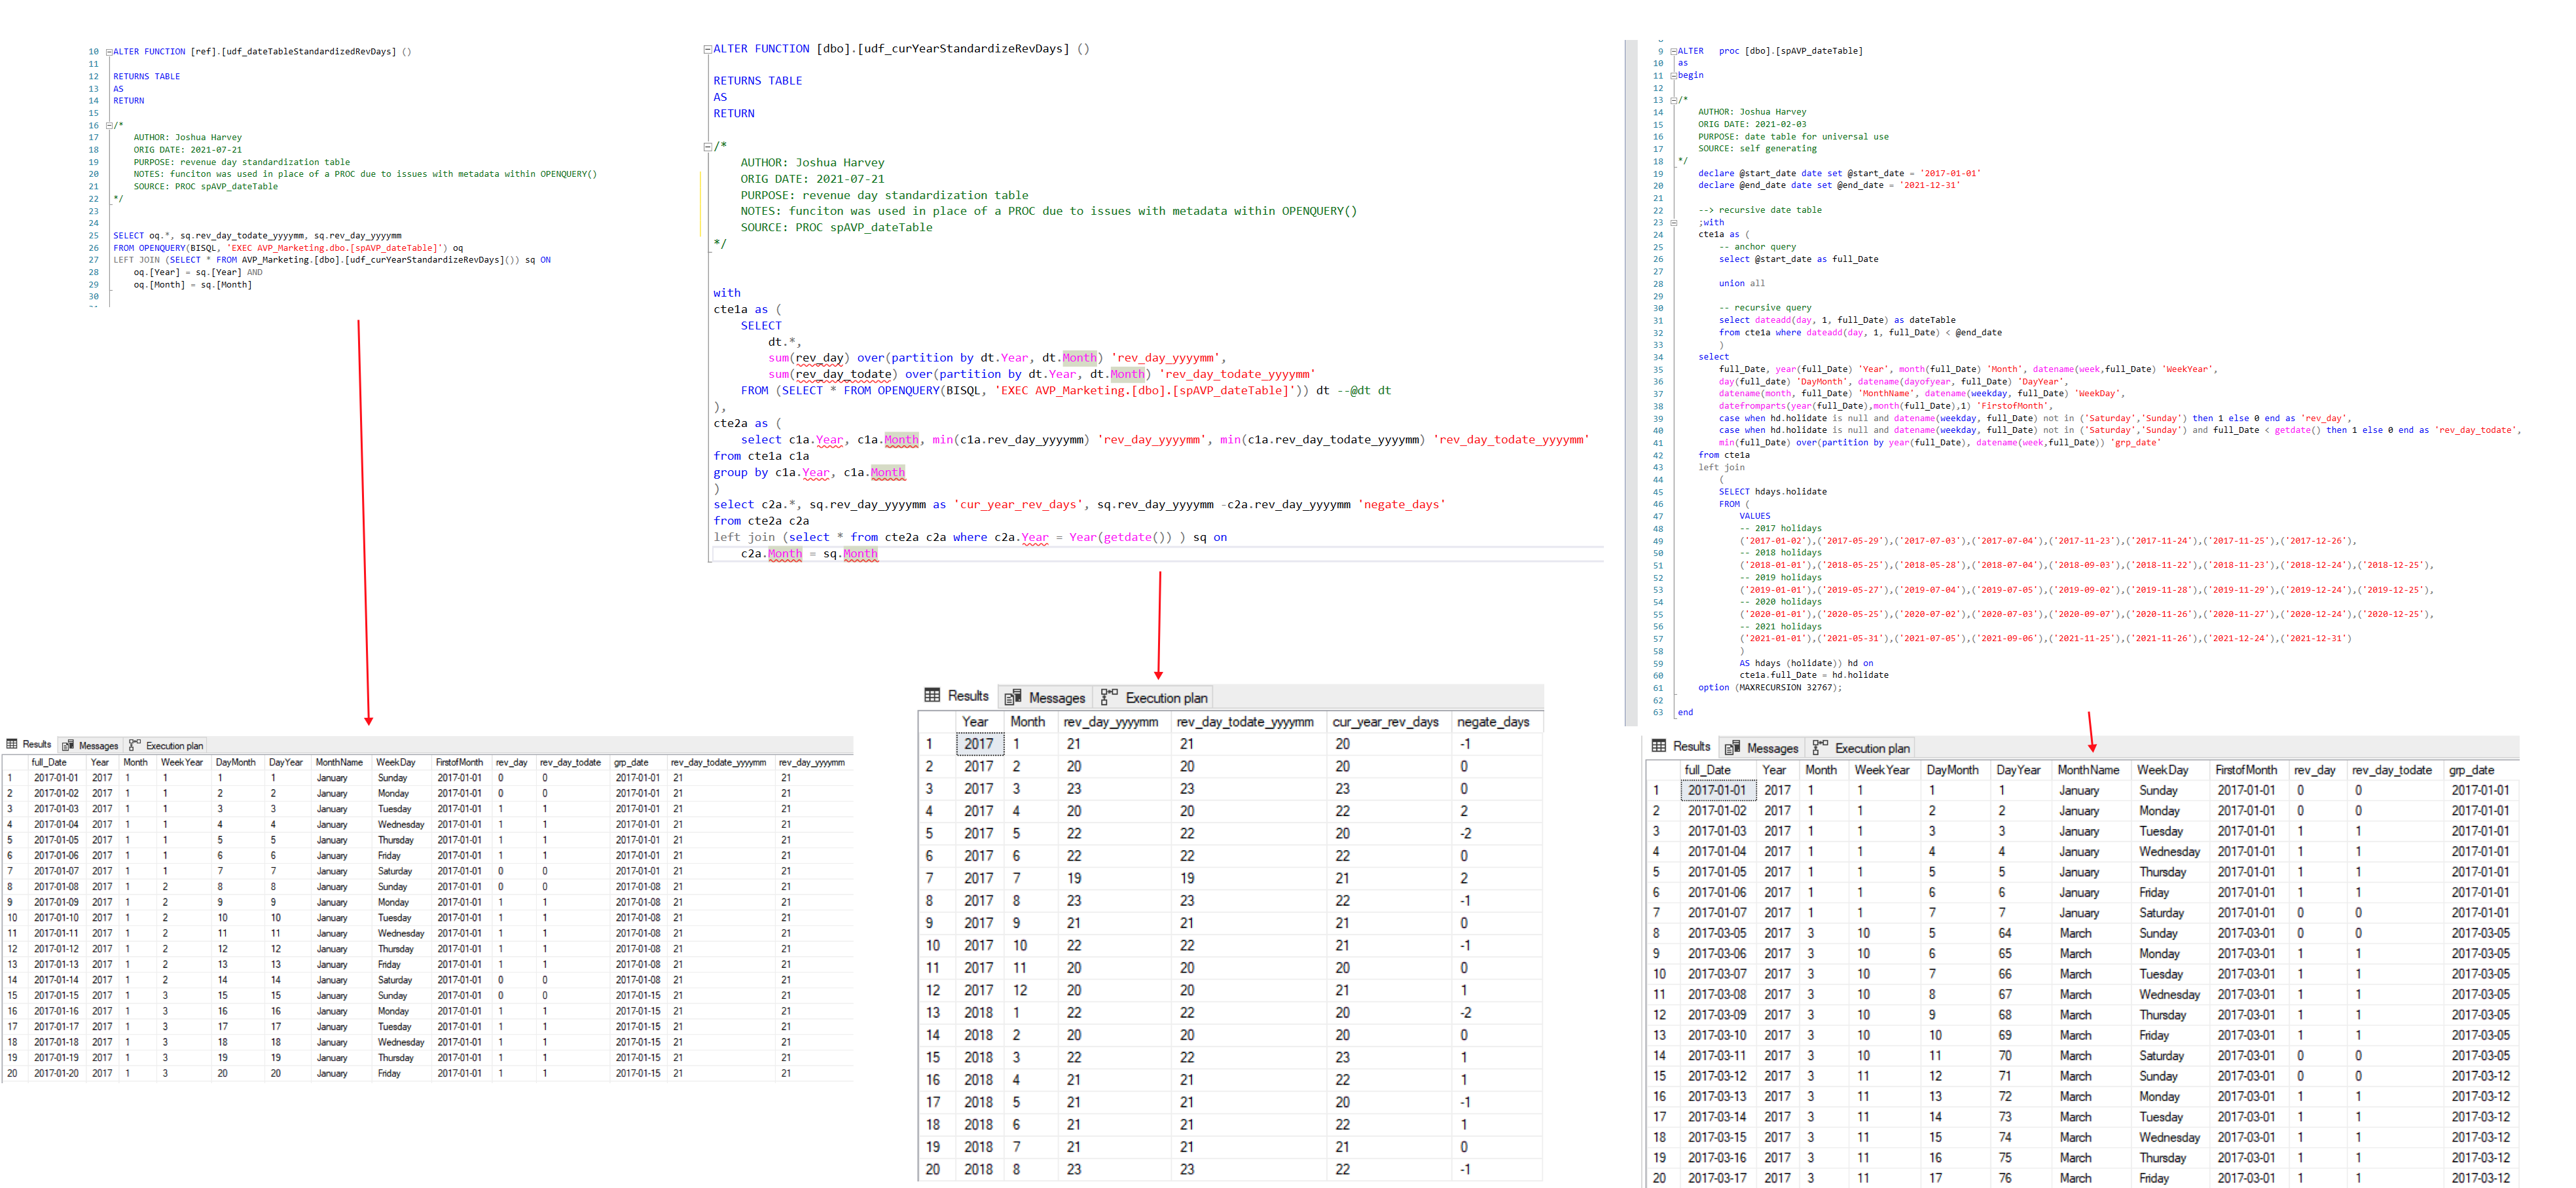 10 ALTER FUNCTION [ref].[udf_dateTableStandardizedRevDays] ()
11
12 RETURNS TABLE
13 AS
14 RETURN
15
16 /*
17 AUTHOR: Joshua Harvey
18 ORIG DATE: 2021-07-21
19 PURPOSE: revenue day standardization table
20 NOTES: funciton was used in place of a PROC due to issues with metadata within OPENQUERY()
21 SOURCE: PROC spAVP_dateTable
22 */
23
24
25 SELECT oq.*, sq.rev_day_todate_yyyymm, sq.rev_day_yyyymm
26 FROM OPENQUERY(BISQL, 'EXEC AVP_Marketing.dbo.[spAVP_dateTable]') oq
27 LEFT JOIN (SELECT * FROM AVP_Marketing.[dbo].[udf_curYearStandardizeRevDays]()) sq ON
28 oq.[Year] = sq.[Year] AND
29 oq.[Month] = sq.[Month]
30
Results Messages Execution plan
full_Date Year Month WeekYear DayMonth DayYear MonthName WeekDay FirstofMonth rev_day rev_day_todate grp_date rev_day_todate_yyyymm rev_day_yyyymm
1 2017-01-01 2017 1 1 1 1 January Sunday 2017-01-01 0 0 2017-01-01 21 21
2 2017-01-02 2017 1 1 2 2 January Monday 2017-01-01 0 0 2017-01-01 21 21
3 2017-01-03 2017 1 1 3 3 January Tuesday 2017-01-01 1 1 2017-01-01 21 21
4 2017-01-04 2017 1 1 4 4 January Wednesday 2017-01-01 1 1 2017-01-01 21 21
5 2017-01-05 2017 1 1 5 5 January Thursday 2017-01-01 1 1 2017-01-01 21 21
6 2017-01-06 2017 1 1 6 6 January Friday 2017-01-01 1 1 2017-01-01 21 21
7 2017-01-07 2017 1 1 7 7 January Saturday 2017-01-01 0 0 2017-01-01 21 21
8 2017-01-08 2017 1 2 8 8 January Sunday 2017-01-01 0 0 2017-01-08 21 21
9 2017-01-09 2017 1 2 9 9 January Monday 2017-01-01 1 1 2017-01-08 21 21
10 2017-01-10 2017 1 2 10 10 January Tuesday 2017-01-01 1 1 2017-01-08 21 21
11 2017-01-11 2017 1 2 11 11 January Wednesday 2017-01-01 1 1 2017-01-08 21 21
12 2017-01-12 2017 1 2 12 12 January Thursday 2017-01-01 1 1 2017-01-08 21 21
13 2017-01-13 2017 1 2 13 13 January Friday 2017-01-01 1 1 2017-01-08 21 21
14 2017-01-14 2017 1 2 14 14 January Saturday 2017-01-01 0 0 2017-01-08 21 21
15 2017-01-15 2017 1 3 15 15 January Sunday 2017-01-01 0 0 2017-01-15 21 21
16 2017-01-16 2017 1 3 16 16 January Monday 2017-01-01 1 1 2017-01-15 21 21
17 2017-01-17 2017 1 3 17 17 January Tuesday 2017-01-01 1 1 2017-01-15 21 21
18 2017-01-18 2017 1 3 18 18 January Wednesday 2017-01-01 1 1 2017-01-15 21 21
19 2017-01-19 2017 1 3 19 19 January Thursday 2017-01-01 1 1 2017-01-15 21 21
20 2017-01-20 2017 1 3 20 20 January Friday 2017-01-01 1 1 2017-01-15 21 21
ALTER FUNCTION [dbo].[udf_curYearStandardizeRevDays] ()
RETURNS TABLE
AS
RETURN
/*
AUTHOR: Joshua Harvey
ORIG DATE: 2021-07-21
PURPOSE: revenue day standardization table
NOTES: funciton was used in place of a PROC due to issues with metadata within OPENQUERY()
SOURCE: PROC spAVP_dateTable
*/
with
cte1a as (
SELECT
dt.*,
sum(rev_day) over(partition by dt.Year, dt.Month) 'rev_day_yyyymm',
sum(rev_day_todate) over(partition by dt.Year, dt.Month) 'rev_day_todate_yyyymm'
FROM (SELECT * FROM OPENQUERY(BISQL, 'EXEC AVP_Marketing.[dbo].[spAVP_dateTable]')) dt --@dt dt
),
cte2a as (
select c1a.Year, c1a.Month, min(c1a.rev_day_yyyymm) 'rev_day_yyyymm', min(c1a.rev_day_todate_yyyymm) 'rev_day_todate_yyyymm'
from cte1a c1a
group by c1a.Year, c1a.Month
)
select c2a.*, sq.rev_day_yyyymm as 'cur_year_rev_days', sq.rev_day_yyyymm -c2a.rev_day_yyyymm 'negate_days'
from cte2a c2a
left join (select * from cte2a c2a where c2a.Year = Year(getdate()) ) sq on
c2a.Month = sq.Month
Results Messages Execution plan
Year Month rev_day_yyyymm rev_day_todate_yyyymm cur_year_rev_days negate_days
1 2017 1 21 21 20 -1
2 2017 2 20 20 20 0
3 2017 3 23 23 23 0
4 2017 4 20 20 22 2
5 2017 5 22 22 20 -2
6 2017 6 22 22 22 0
7 2017 7 19 19 21 2
8 2017 8 23 23 22 -1
9 2017 9 21 21 21 0
10 2017 10 22 22 21 -1
11 2017 11 20 20 20 0
12 2017 12 20 20 21 1
13 2018 1 22 22 20 -2
14 2018 2 20 20 20 0
15 2018 3 22 22 23 1
16 2018 4 21 21 22 1
17 2018 5 21 21 20 -1
18 2018 6 21 21 22 1
19 2018 7 21 21 21 0
20 2018 8 23 23 22 -1
9 ALTER proc [dbo].[spAVP_dateTable]
10 as
11 begin
12
13 /*
14 AUTHOR: Joshua Harvey
15 ORIG DATE: 2021-02-03
16 PURPOSE: date table for universal use
17 SOURCE: self generating
18 */
19 declare @start_date date set @start_date = '2017-01-01'
20 declare @end_date date set @end_date = '2021-12-31'
21
22 --> recursive date table
23 ;with
24 cte1a as (
25 -- anchor query
26 select @start_date as full_Date
27
28 union all
29
30 -- recursive query
31 select dateadd(day, 1, full_Date) as dateTable
32 from cte1a where dateadd(day, 1, full_Date) < @end_date
33 )
34 select
35 full_Date, year(full_Date) 'Year', month(full_Date) 'Month', datename(week,full_Date) 'WeekYear',
36 day(full_date) 'DayMonth', datename(dayofyear, full_Date) 'DayYear',
37 datename(month, full_Date) 'MonthName', datename(weekday, full_Date) 'WeekDay',
38 datefromparts(year(full_Date),month(full_Date),1) 'FirstofMonth',
39 case when hd.holidate is null and datename(weekday, full_Date) not in ('Saturday','Sunday') then 1 else 0 end as 'rev_day',
40 case when hd.holidate is null and datename(weekday, full_Date) not in ('Saturday','Sunday') and full_Date < getdate() then 1 else 0 end as 'rev_day_todate',
41 min(full_Date) over(partition by year(full_Date), datename(week,full_Date)) 'grp_date'
42 from cte1a
43 left join
44 (
45 SELECT hdays.holidate
46 FROM (
47 VALUES
48 -- 2017 holidays
49 ('2017-01-02'),('2017-05-29'),('2017-07-03'),('2017-07-04'),('2017-11-23'),('2017-11-24'),('2017-11-25'),('2017-12-26'),
50 -- 2018 holidays
51 ('2018-01-01'),('2018-05-25'),('2018-05-28'),('2018-07-04'),('2018-09-03'),('2018-11-22'),('2018-11-23'),('2018-12-24'),('2018-12-25'),
52 -- 2019 holidays
53 ('2019-01-01'),('2019-05-27'),('2019-07-04'),('2019-07-05'),('2019-09-02'),('2019-11-28'),('2019-11-29'),('2019-12-24'),('2019-12-25'),
54 -- 2020 holidays
55 ('2020-01-01'),('2020-05-25'),('2020-07-02'),('2020-07-03'),('2020-09-07'),('2020-11-26'),('2020-11-27'),('2020-12-24'),('2020-12-25'),
56 -- 2021 holidays
57 ('2021-01-01'),('2021-05-31'),('2021-07-05'),('2021-09-06'),('2021-11-25'),('2021-11-26'),('2021-12-24'),('2021-12-31')
58 )
59 AS hdays (holidate)) hd on
60 cte1a.full_Date = hd.holidate
61 option (MAXRECURSION 32767);
62
63 end
Results Messages Execution plan
full_Date Year Month WeekYear DayMonth DayYear MonthName WeekDay FirstofMonth rev_day rev_day_todate grp_date
1 2017-01-01 2017 1 1 1 1 January Sunday 2017-01-01 0 0 2017-01-01
2 2017-01-02 2017 1 1 2 2 January Monday 2017-01-01 0 0 2017-01-01
3 2017-01-03 2017 1 1 3 3 January Tuesday 2017-01-01 1 1 2017-01-01
4 2017-01-04 2017 1 1 4 4 January Wednesday 2017-01-01 1 1 2017-01-01
5 2017-01-05 2017 1 1 5 5 January Thursday 2017-01-01 1 1 2017-01-01
6 2017-01-06 2017 1 1 6 6 January Friday 2017-01-01 1 1 2017-01-01
7 2017-01-07 2017 1 1 7 7 January Saturday 2017-01-01 0 0 2017-01-01
8 2017-03-05 2017 3 10 5 64 March Sunday 2017-03-01 0 0 2017-03-05
9 2017-03-06 2017 3 10 6 65 March Monday 2017-03-01 1 1 2017-03-05
10 2017-03-07 2017 3 10 7 66 March Tuesday 2017-03-01 1 1 2017-03-05
11 2017-03-08 2017 3 10 8 67 March Wednesday 2017-03-01 1 1 2017-03-05
12 2017-03-09 2017 3 10 9 68 March Thursday 2017-03-01 1 1 2017-03-05
13 2017-03-10 2017 3 10 10 69 March Friday 2017-03-01 1 1 2017-03-05
14 2017-03-11 2017 3 10 11 70 March Saturday 2017-03-01 0 0 2017-03-05
15 2017-03-12 2017 3 11 12 71 March Sunday 2017-03-01 0 0 2017-03-12
16 2017-03-13 2017 3 11 13 72 March Monday 2017-03-01 1 1 2017-03-12
17 2017-03-14 2017 3 11 14 73 March Tuesday 2017-03-01 1 1 2017-03-12
18 2017-03-15 2017 3 11 15 74 March Wednesday 2017-03-01 1 1 2017-03-12
19 2017-03-16 2017 3 11 16 75 March Thursday 2017-03-01 1 1 2017-03-12
20 2017-03-17 2017 3 11 17 76 March Friday 2017-03-01 1 1 2017-03-12